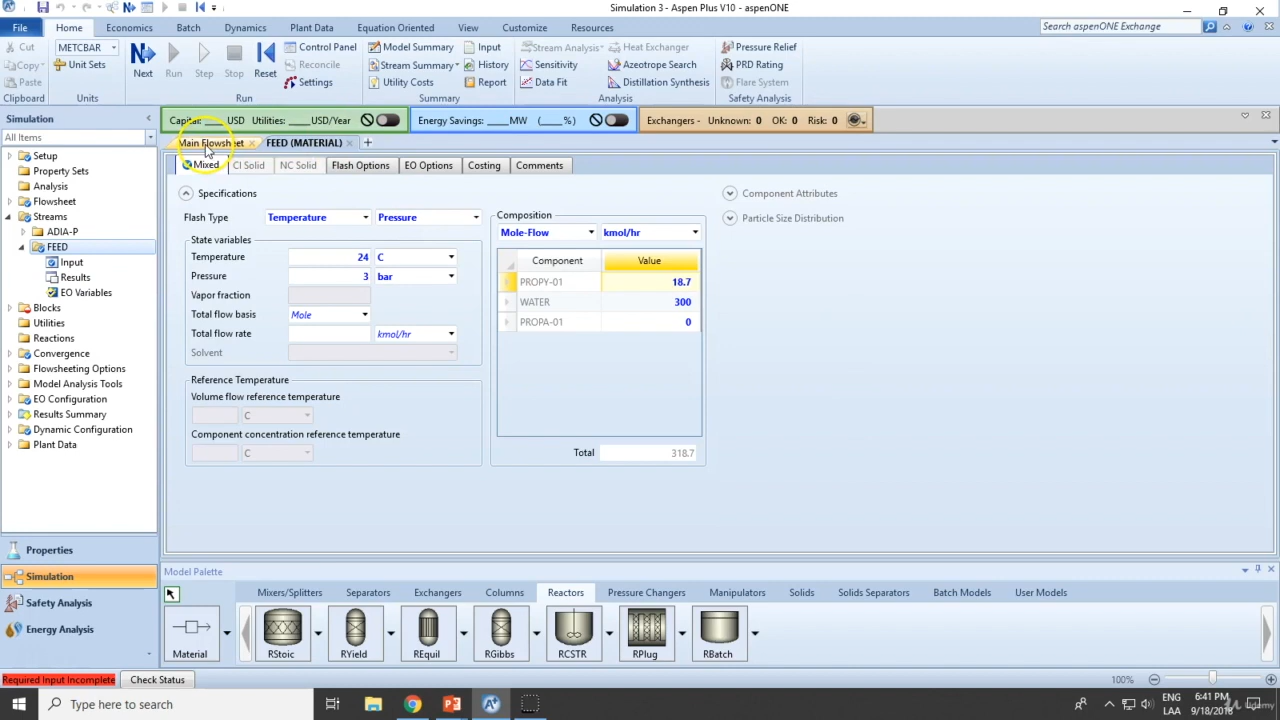 Simulation 3 - Aspen Plus V10 - aspenONE
File Home Economics Batch Dynamics Plant Data Equation Oriented View Customize Resources Search aspenONE Exchange
Cut METCBAR Control Panel Model Summary Input Stream Analysis Heat Exchanger Pressure Relief
Copy Unit Sets Next Run Step Stop Reset Reconcile Stream Summary History Sensitivity Azeotrope Search PRD Rating
Paste Settings Utility Costs Report Data Fit Distillation Synthesis Flare System
Clipboard Units Run Summary Analysis Safety Analysis
Simulation Capital: ____ USD Utilities: ____ USD/Year Energy Savings: ____ MW (____%) Exchangers - Unknown: 0 OK: 0 Risk: 0
All Items Main Flowsheet FEED (MATERIAL)
Setup
Property Sets
Analysis
Flowsheet
Streams
ADIA-P
FEED
Input
Results
EO Variables
Blocks
Utilities
Reactions
Convergence
Flowsheeting Options
Model Analysis Tools
EO Configuration
Results Summary
Dynamic Configuration
Plant Data
Properties
Simulation
Safety Analysis
Energy Analysis
Mixed CI Solid NC Solid Flash Options EO Options Costing Comments
Specifications
Flash Type Temperature Pressure
State variables
Temperature 24 C
Pressure 3 bar
Vapor fraction
Total flow basis Mole
Total flow rate kmol/hr
Solvent
Reference Temperature
Volume flow reference temperature
C
Component concentration reference temperature
C
Composition
Mole-Flow kmol/hr
Component Value
PROPY-01 18.7
WATER 300
PROPA-01 0
Total 318.7
Component Attributes
Particle Size Distribution
Model Palette
Mixers/Splitters Separators Exchangers Columns Reactors Pressure Changers Manipulators Solids Solids Separators Batch Models User Models
Material RStoic RYield REquil RGibbs RCSTR RPlug RBatch
Required Input Incomplete Check Status 100%
Type here to search
ENG 6:41 PM
LAA 9/18/2018
Udemy